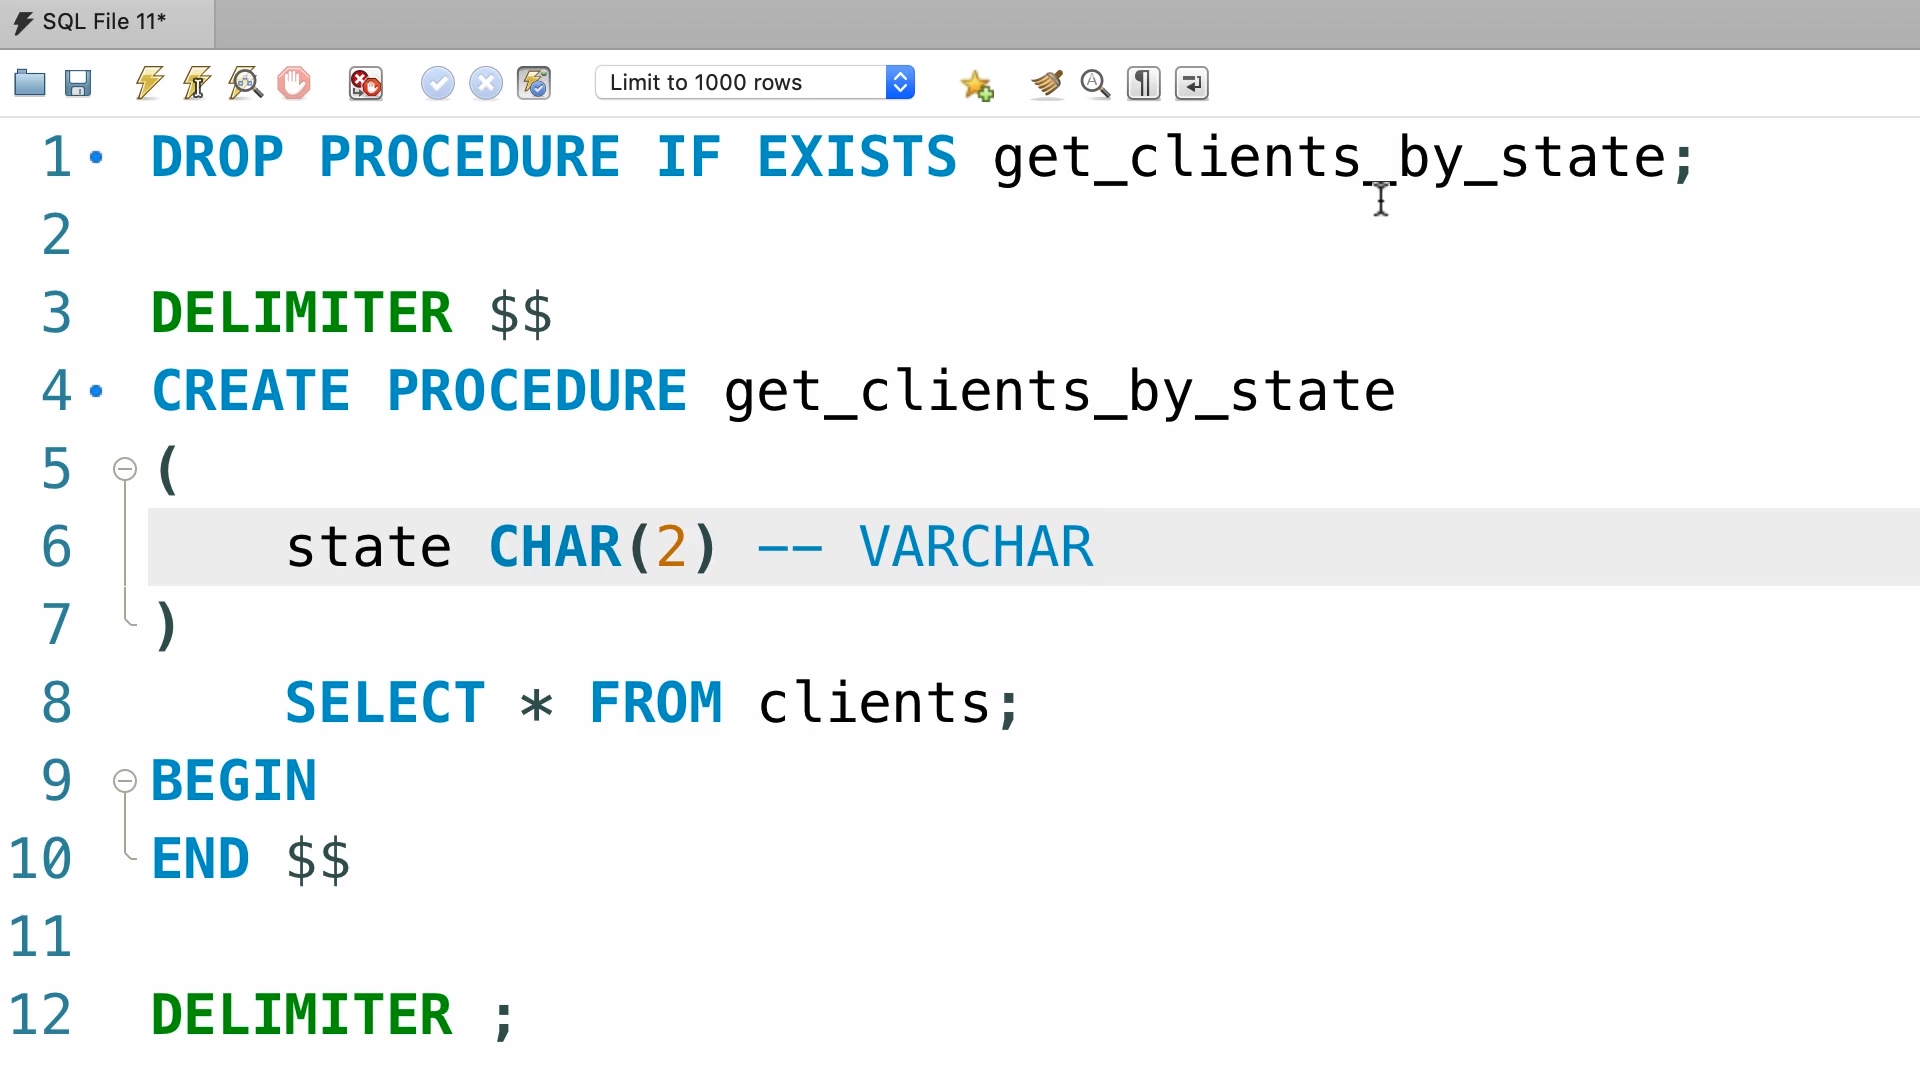 SQL File 11*
Limit to 1000 rows
1 DROP PROCEDURE IF EXISTS get_clients_by_state;
2
3 DELIMITER $$
4 CREATE PROCEDURE get_clients_by_state
5 (
6 state CHAR(2) -- VARCHAR
7 )
8 SELECT * FROM clients;
9 BEGIN
10 END $$
11
12 DELIMITER ;